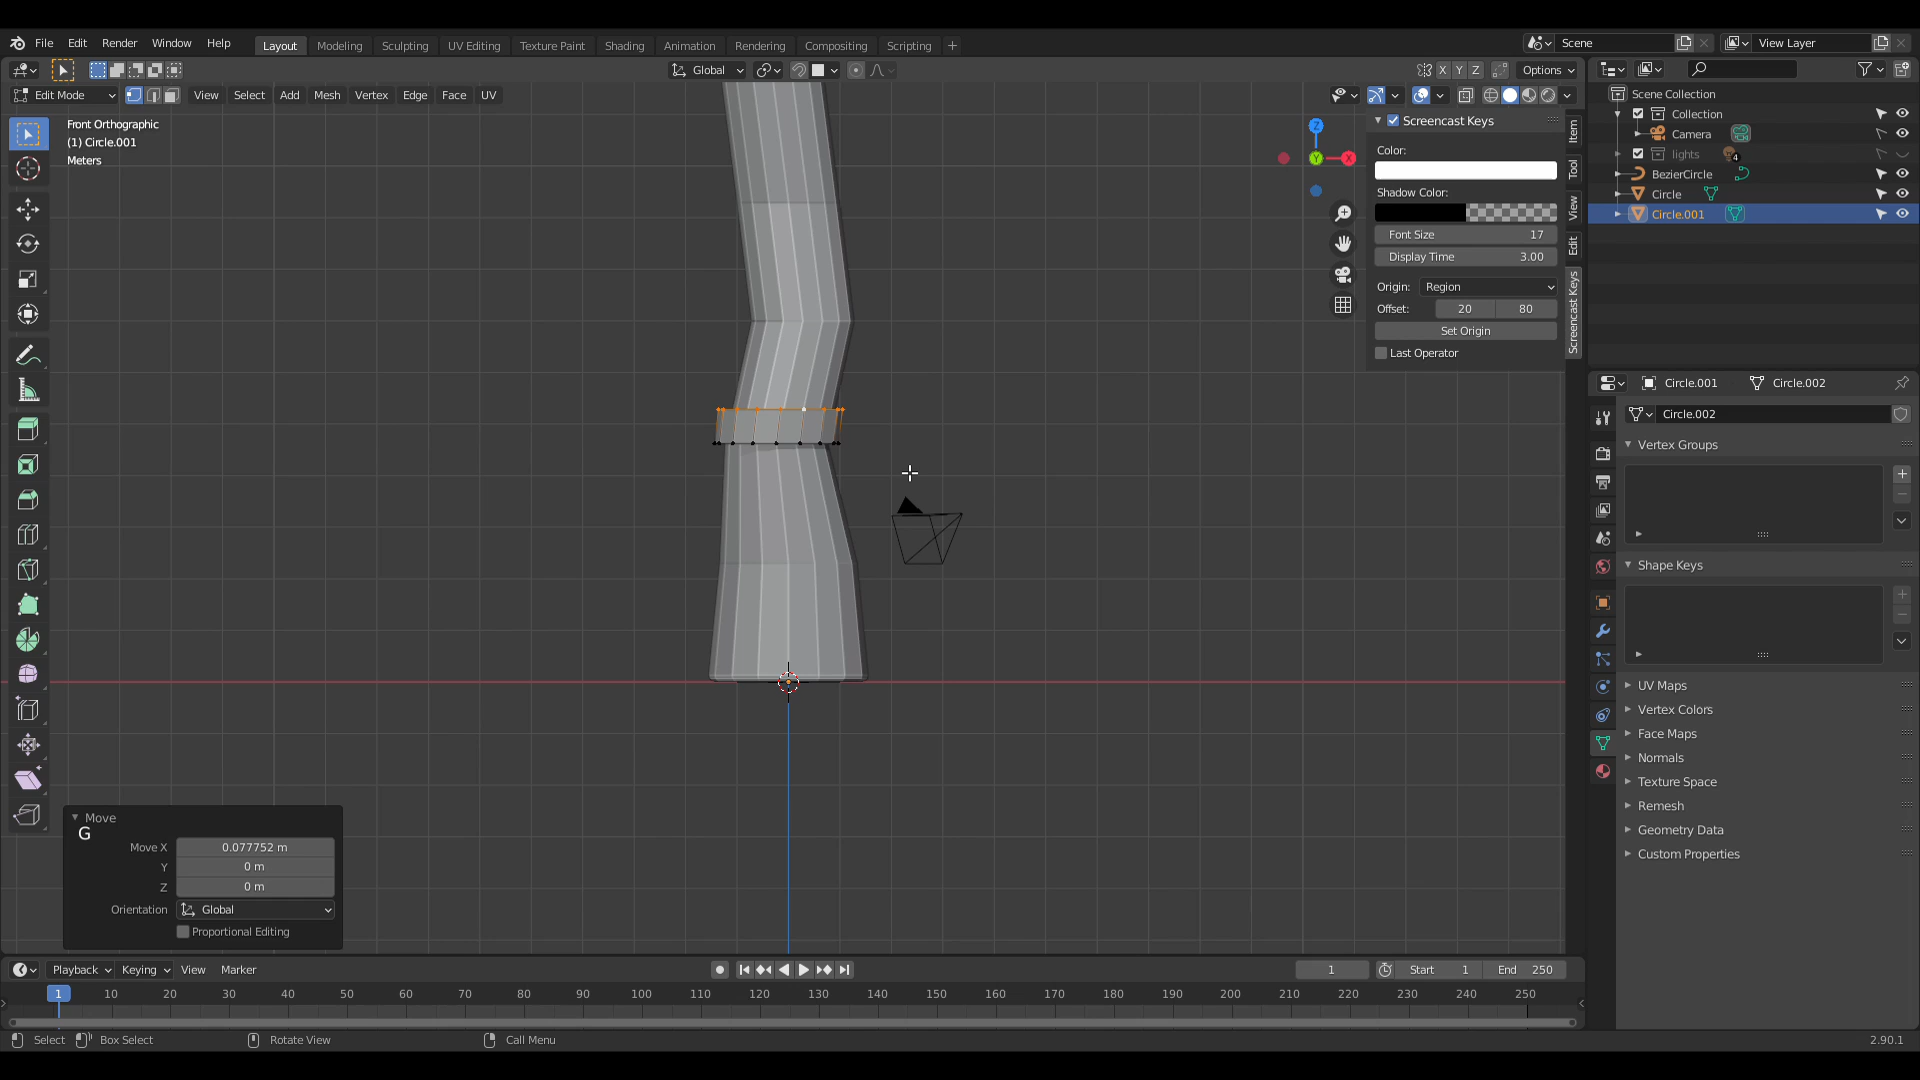 File Edit Render Window Help
Layout Modeling Sculpting UV Editing Texture Paint Shading Animation Rendering Compositing Scripting +
Scene
View Layer
Global
X Y Z
Options
Edit Mode
View Select Add Mesh Vertex Edge Face UV
Front Orthographic
(1) Circle.001
Meters
Z
Y
X
Screencast Keys
Color:
Shadow Color:
Font Size 17
Display Time 3.00
Origin: Region
Offset: 20 80
Set Origin
Last Operator
Item
Tool
View
Edit
Screencast Keys
Scene Collection
Collection
Camera
lights 4
BezierCircle
Circle
Circle.001
Circle.001 Circle.002
Circle.002
Vertex Groups
Shape Keys
UV Maps
Vertex Colors
Face Maps
Normals
Texture Space
Remesh
Geometry Data
Custom Properties
Move
G
Move X 0.077752 m
Y 0 m
Z 0 m
Orientation Global
Proportional Editing
Playback Keying View Marker
1 Start 1 End 250
1 10 20 30 40 50 60 70 80 90 100 110 120 130 140 150 160 170 180 190 200 210 220 230 240 250
Select Box Select Rotate View Call Menu 2.90.1